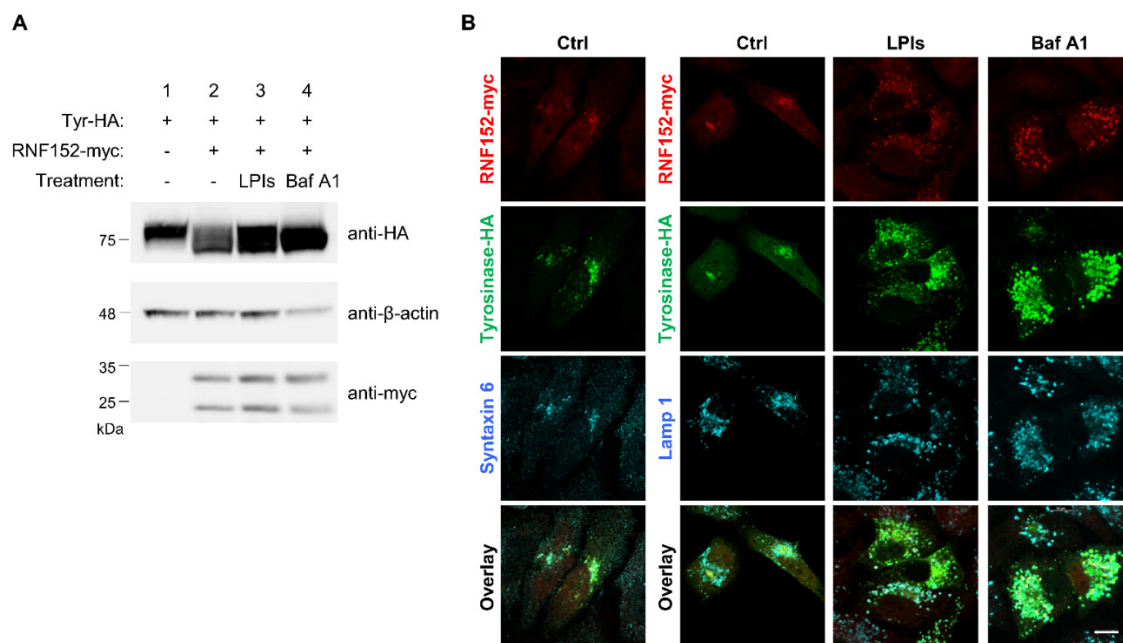 A
1 2 3 4
Tyr-HA: + + + +
RNF152-myc: - + + +
Treatment: - - LPIs Baf A1
75
anti-HA
48
anti-β-actin
35
25
kDa
anti-myc
B
Ctrl Ctrl LPIs Baf A1
RNF152-myc
RNF152-myc
Tyrosinase-HA
Tyrosinase-HA
Syntaxin 6
Lamp 1
Overlay
Overlay